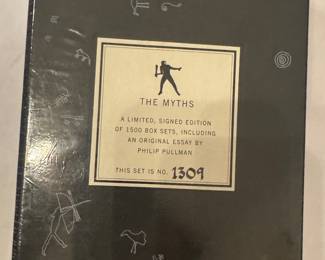 THE MYTHS
A LIMITED, SIGNED EDITION
OF 1500 BOX SETS, INCLUDING
AN ORIGINAL ESSAY BY
PHILIP PULLMAN
THIS SET IS NO. 1309